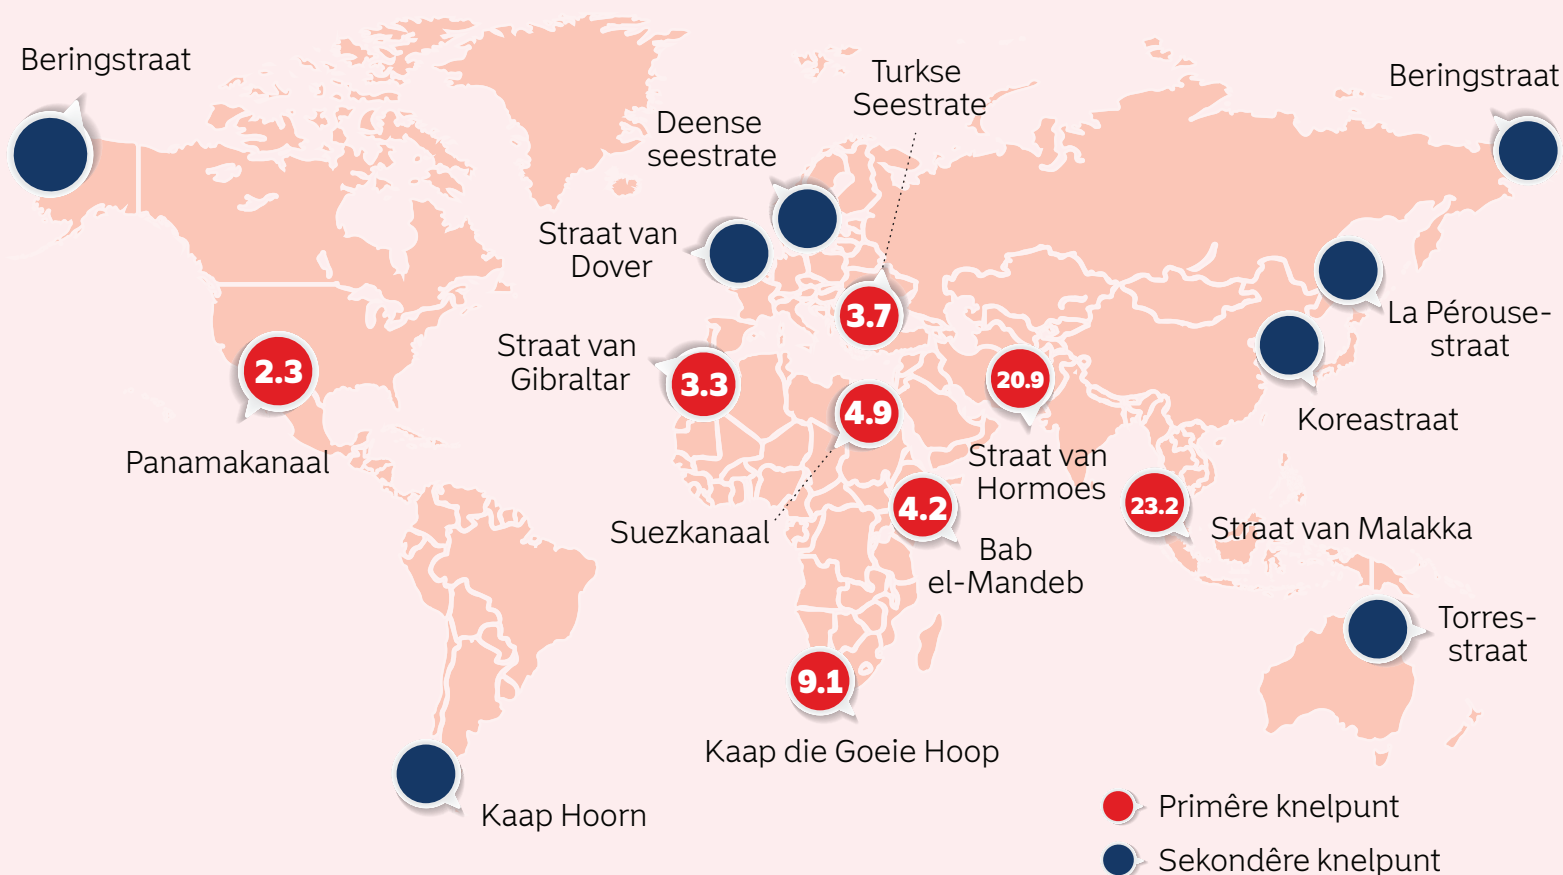 Beringstraat
Turkse
Seestrate
Beringstraat
Deense
seestrate
Straat van
Dover
3.7
La Pérouse-
straat
Straat van
Gibraltar
2.3
3.3
4.9
20.9
Koreastraat
Panamakanaal
Straat van
Hormoes
4.2
23.2
Suezkanaal
Straat van Malakka
Bab
el-Mandeb
Torres-
straat
9.1
Kaap die Goeie Hoop
Kaap Hoorn
Primêre knelpunt
Sekondêre knelpunt